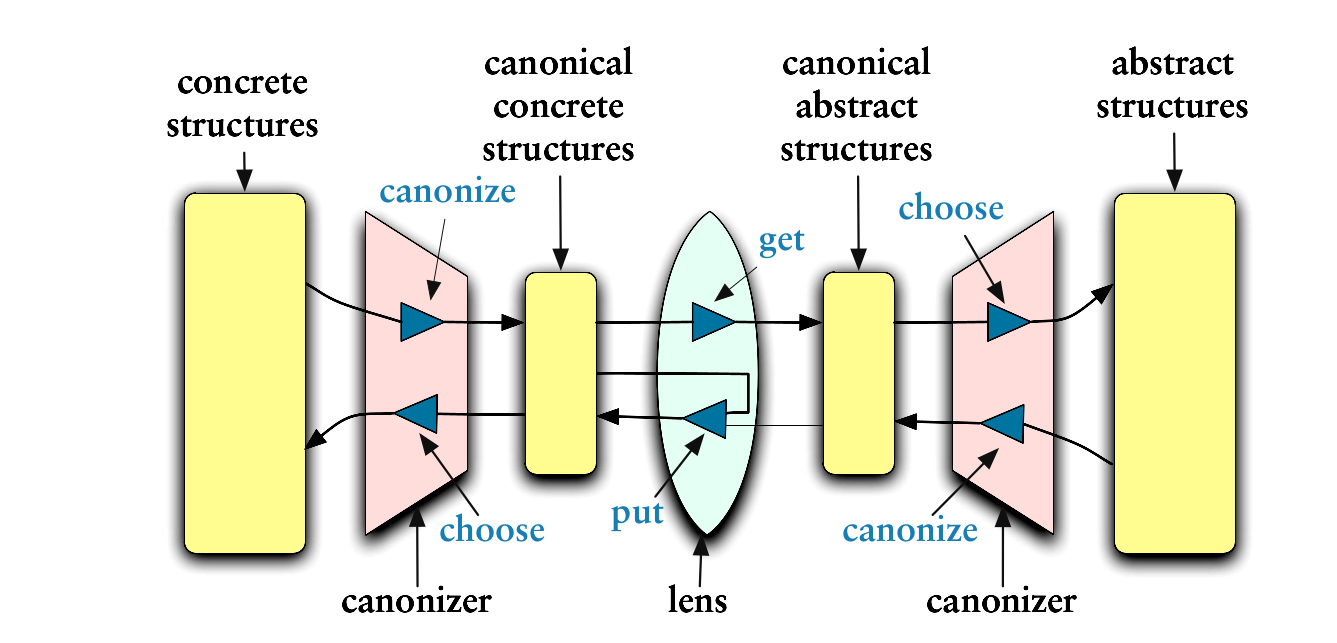 concrete
structures
canonical
concrete
structures
canonical
abstract
structures
abstract
structures
canonize
choose
get
choose
put
canonize
canonizer
lens
canonizer